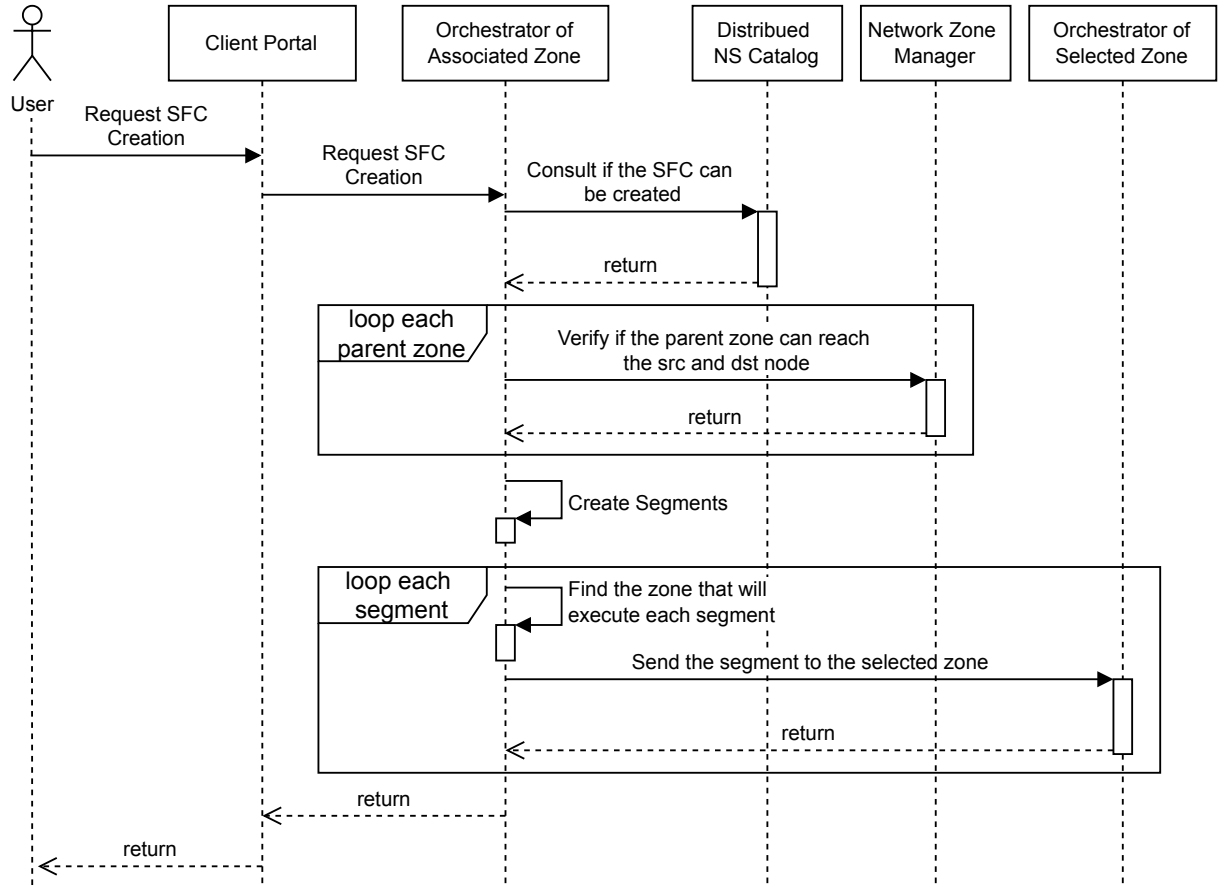 User
Client Portal
Orchestrator of
Associated Zone
Distribued
NS Catalog
Network Zone
Manager
Orchestrator of
Selected Zone
Request SFC
Creation
Request SFC
Creation
Consult if the SFC can
be created
return
loop each
parent zone
Verify if the parent zone can reach
the src and dst node
return
Create Segments
loop each
segment
Find the zone that will
execute each segment
Send the segment to the selected zone
return
return
return